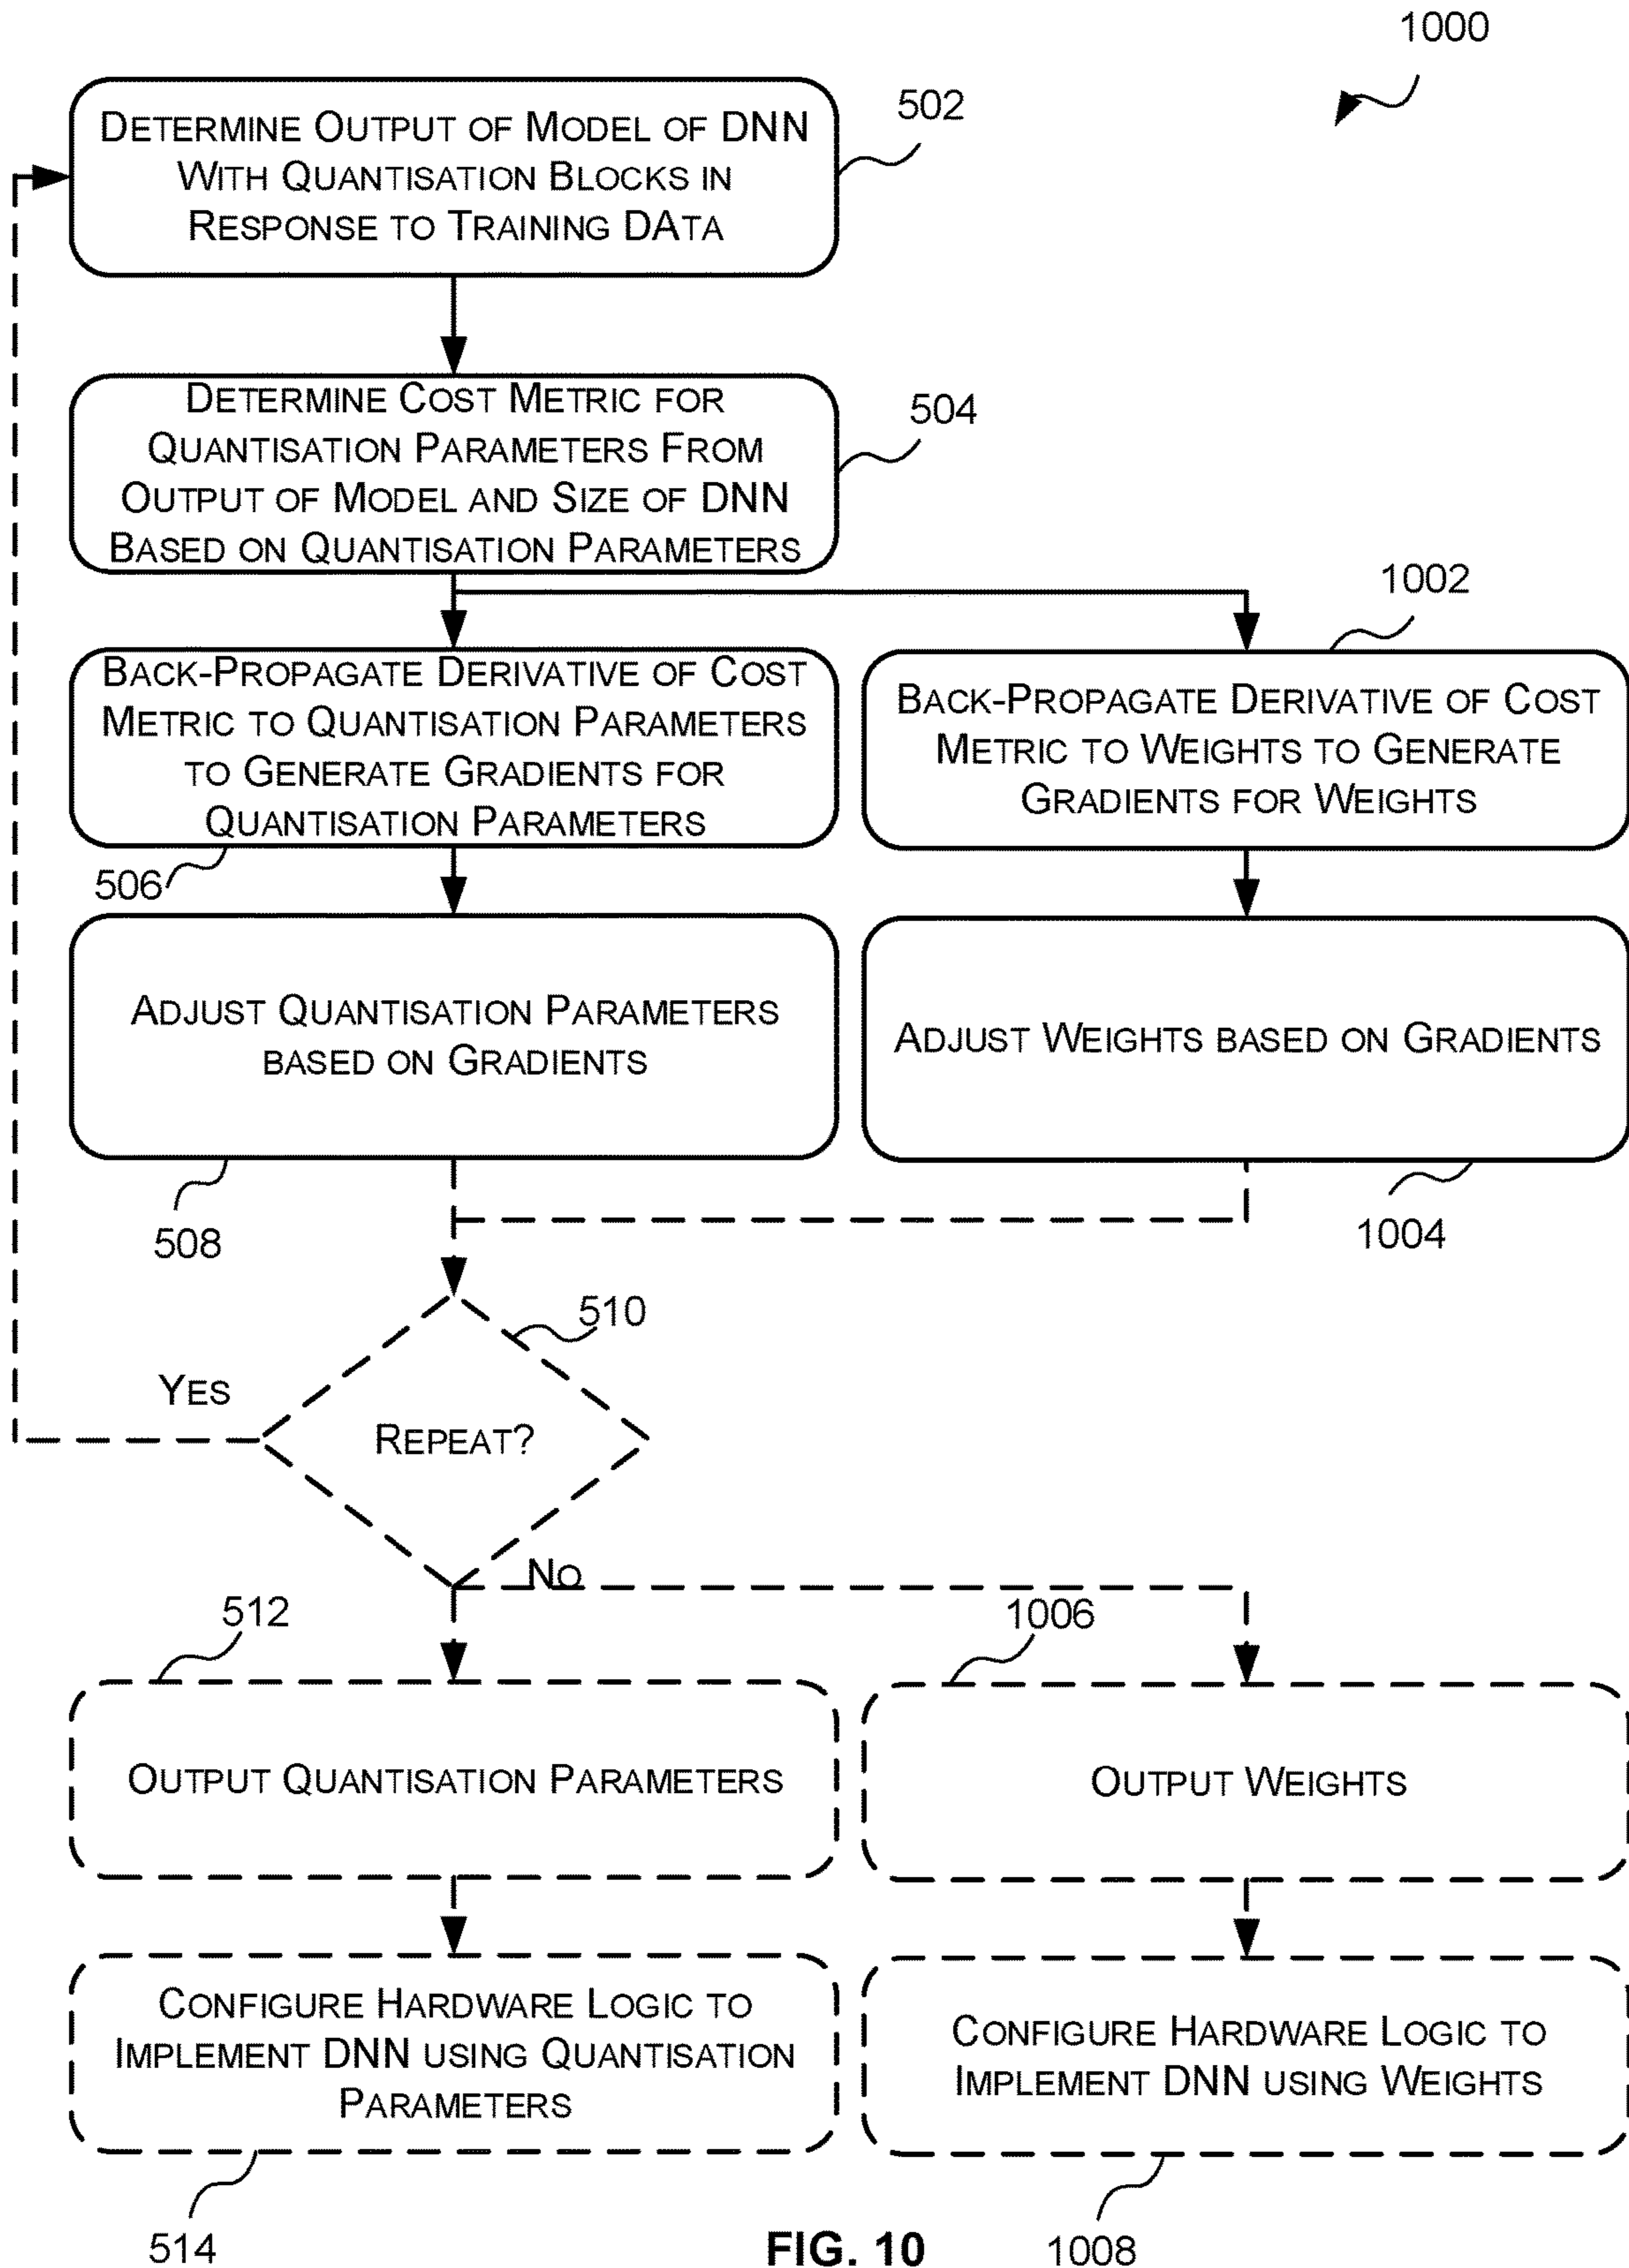 1000
502
DETERMINE OUTPUT OF MODEL OF DNN
WITH QUANTISATION BLOCKS IN
RESPONSE TO TRAINING DATA
504
DETERMINE COST METRIC FOR
QUANTISATION PARAMETERS FROM
OUTPUT OF MODEL AND SIZE OF DNN
BASED ON QUANTISATION PARAMETERS
1002
BACK-PROPAGATE DERIVATIVE OF COST
METRIC TO QUANTISATION PARAMETERS
TO GENERATE GRADIENTS FOR
QUANTISATION PARAMETERS
BACK-PROPAGATE DERIVATIVE OF COST
METRIC TO WEIGHTS TO GENERATE
GRADIENTS FOR WEIGHTS
506
ADJUST QUANTISATION PARAMETERS
BASED ON GRADIENTS
ADJUST WEIGHTS BASED ON GRADIENTS
508
1004
510
YES
REPEAT?
NO
512
1006
OUTPUT QUANTISATION PARAMETERS
OUTPUT WEIGHTS
CONFIGURE HARDWARE LOGIC TO
IMPLEMENT DNN USING QUANTISATION
PARAMETERS
CONFIGURE HARDWARE LOGIC TO
IMPLEMENT DNN USING WEIGHTS
514
1008
FIG. 10